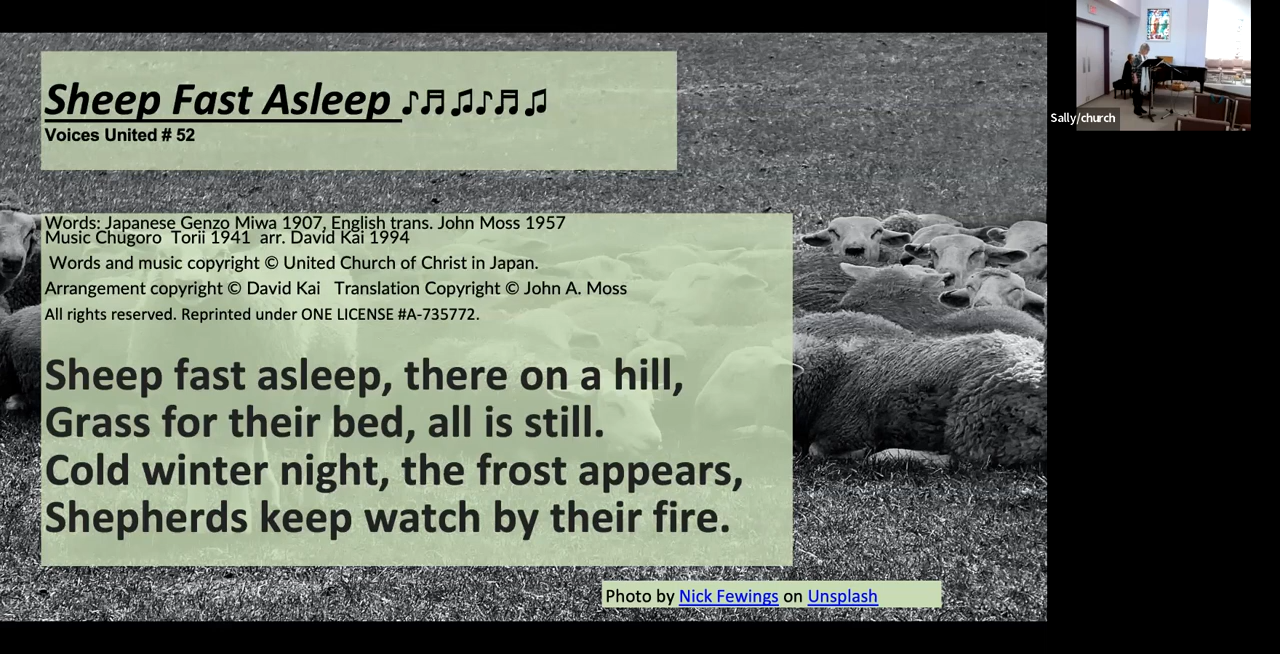 Sheep Fast Asleep ♪♬♫♪♬♫
Voices United # 52
Words: Japanese Genzo Miwa 1907, English trans. John Moss 1957
Music Chugoro Torii 1941 arr. David Kai 1994
Words and music copyright © United Church of Christ in Japan.
Arrangement copyright © David Kai Translation Copyright © John A. Moss
All rights reserved. Reprinted under ONE LICENSE #A-735772.
Sheep fast asleep, there on a hill,
Grass for their bed, all is still.
Cold winter night, the frost appears,
Shepherds keep watch by their fire.
Photo by Nick Fewings on Unsplash
Sally/church